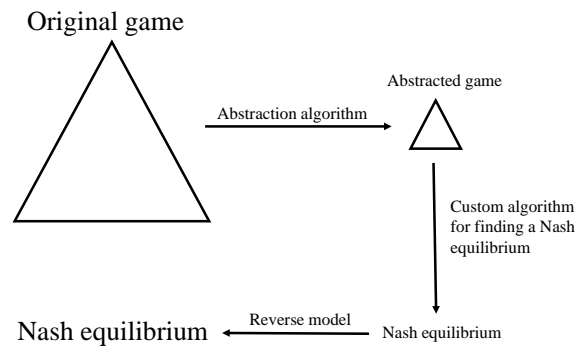 Original game
Abstracted game
Abstraction algorithm
Custom algorithm
for finding a Nash
equilibrium
Nash equilibrium
Reverse model
Nash equilibrium